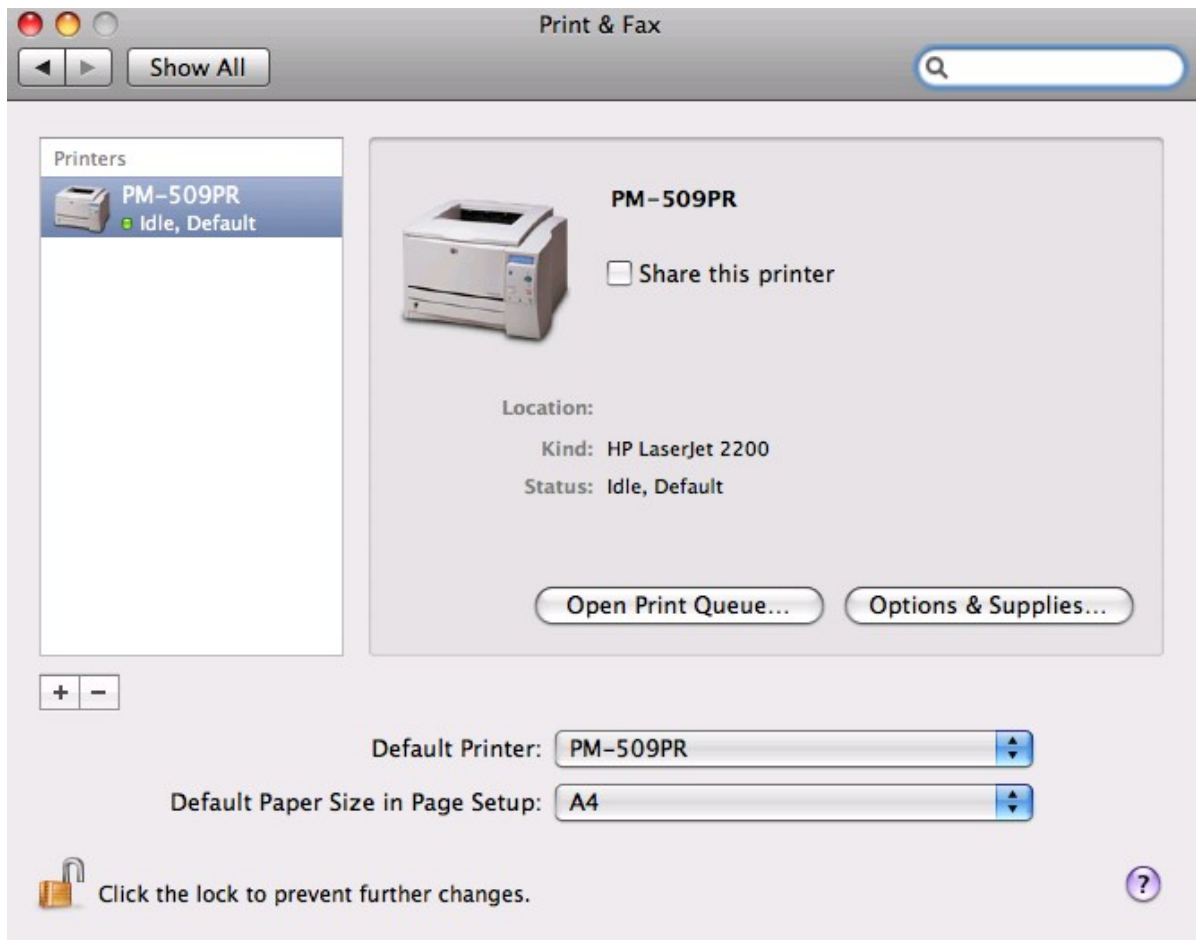 Print & Fax
Show All
Printers
PM-509PR
Idle, Default
PM-509PR
Share this printer
Location:
Kind: HP LaserJet 2200
Status: Idle, Default
Open Print Queue... Options & Supplies...
+ −
Default Printer: PM-509PR
Default Paper Size in Page Setup: A4
Click the lock to prevent further changes.
?